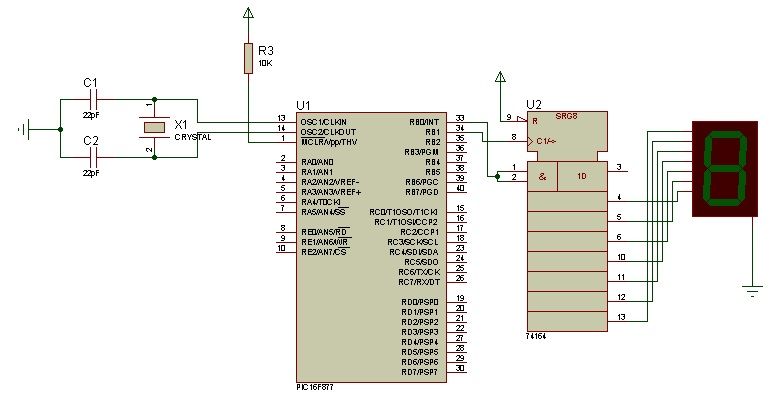 R3
10K
C1
22pF
1
X1
CRYSTAL
2
C2
22pF
U1
13 OSC1/CLKIN RB0/INT 33
14 OSC2/CLKOUT RB1 34
1 MCLR/Vpp/THV RB2 35
RB3/PGM 36
2 RA0/AN0 RB4 37
3 RA1/AN1 RB5 38
4 RA2/AN2/VREF- RB6/PGC 39
5 RA3/AN3/VREF+ RB7/PGD 40
6 RA4/T0CKI
7 RA5/AN4/SS RC0/T1OSO/T1CKI 15
RC1/T1OSI/CCP2 16
8 RE0/AN5/RD RC2/CCP1 17
9 RE1/AN6/WR RC3/SCK/SCL 18
10 RE2/AN7/CS RC4/SDI/SDA 23
RC5/SDO 24
RC6/TX/CK 25
RC7/RX/DT 26
RD0/PSP0 19
RD1/PSP1 20
RD2/PSP2 21
RD3/PSP3 22
RD4/PSP4 27
RD5/PSP5 28
RD6/PSP6 29
RD7/PSP7 30
PIC16F877
U2
SRG8
9 R
8 C1/->
1
2
& 1D 3
4
5
6
10
11
12
13
74164